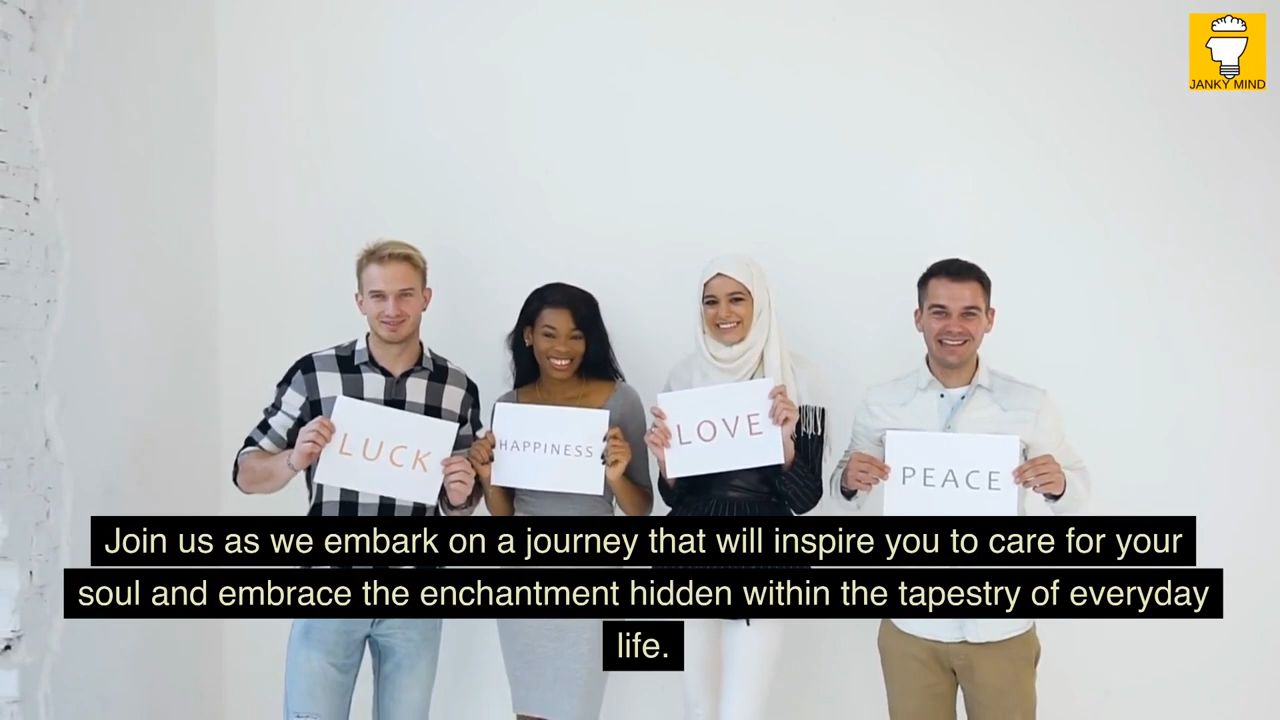 JANKY MIND
LUCK
HAPPINESS
LOVE
PEACE
Join us as we embark on a journey that will inspire you to care for your
soul and embrace the enchantment hidden within the tapestry of everyday
life.